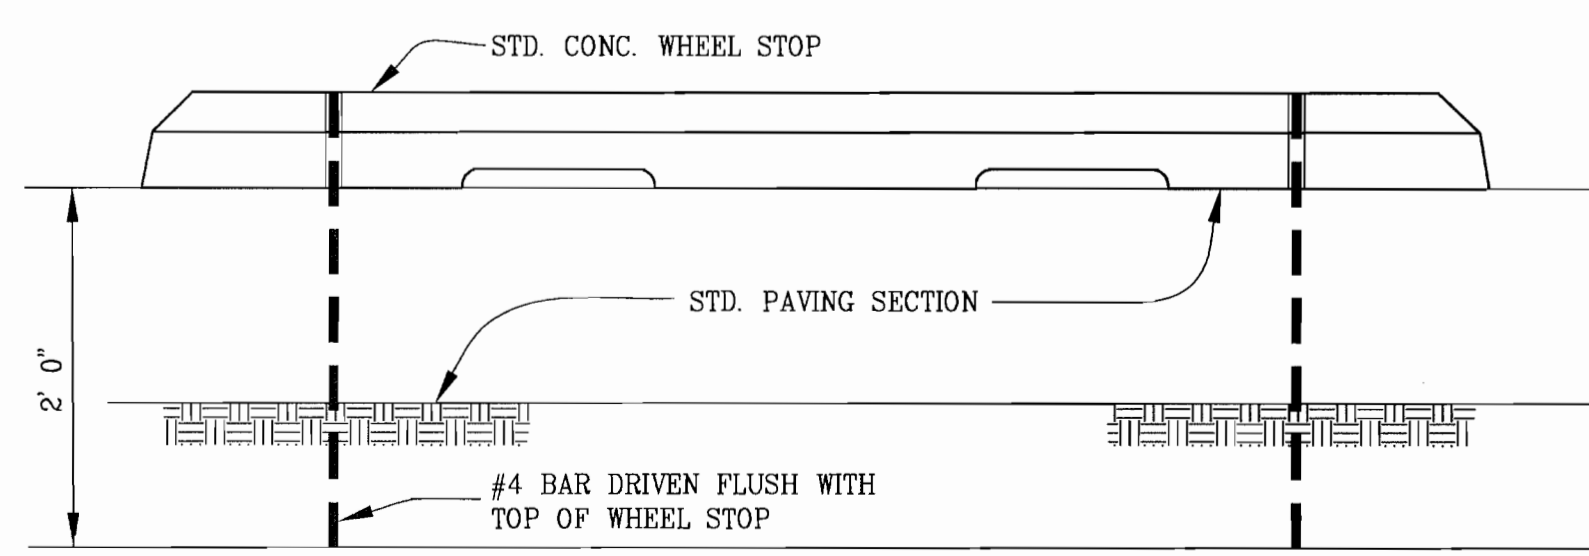 STD. CONC. WHEEL STOP
STD. PAVING SECTION
2' 0"
#4 BAR DRIVEN FLUSH WITH
TOP OF WHEEL STOP